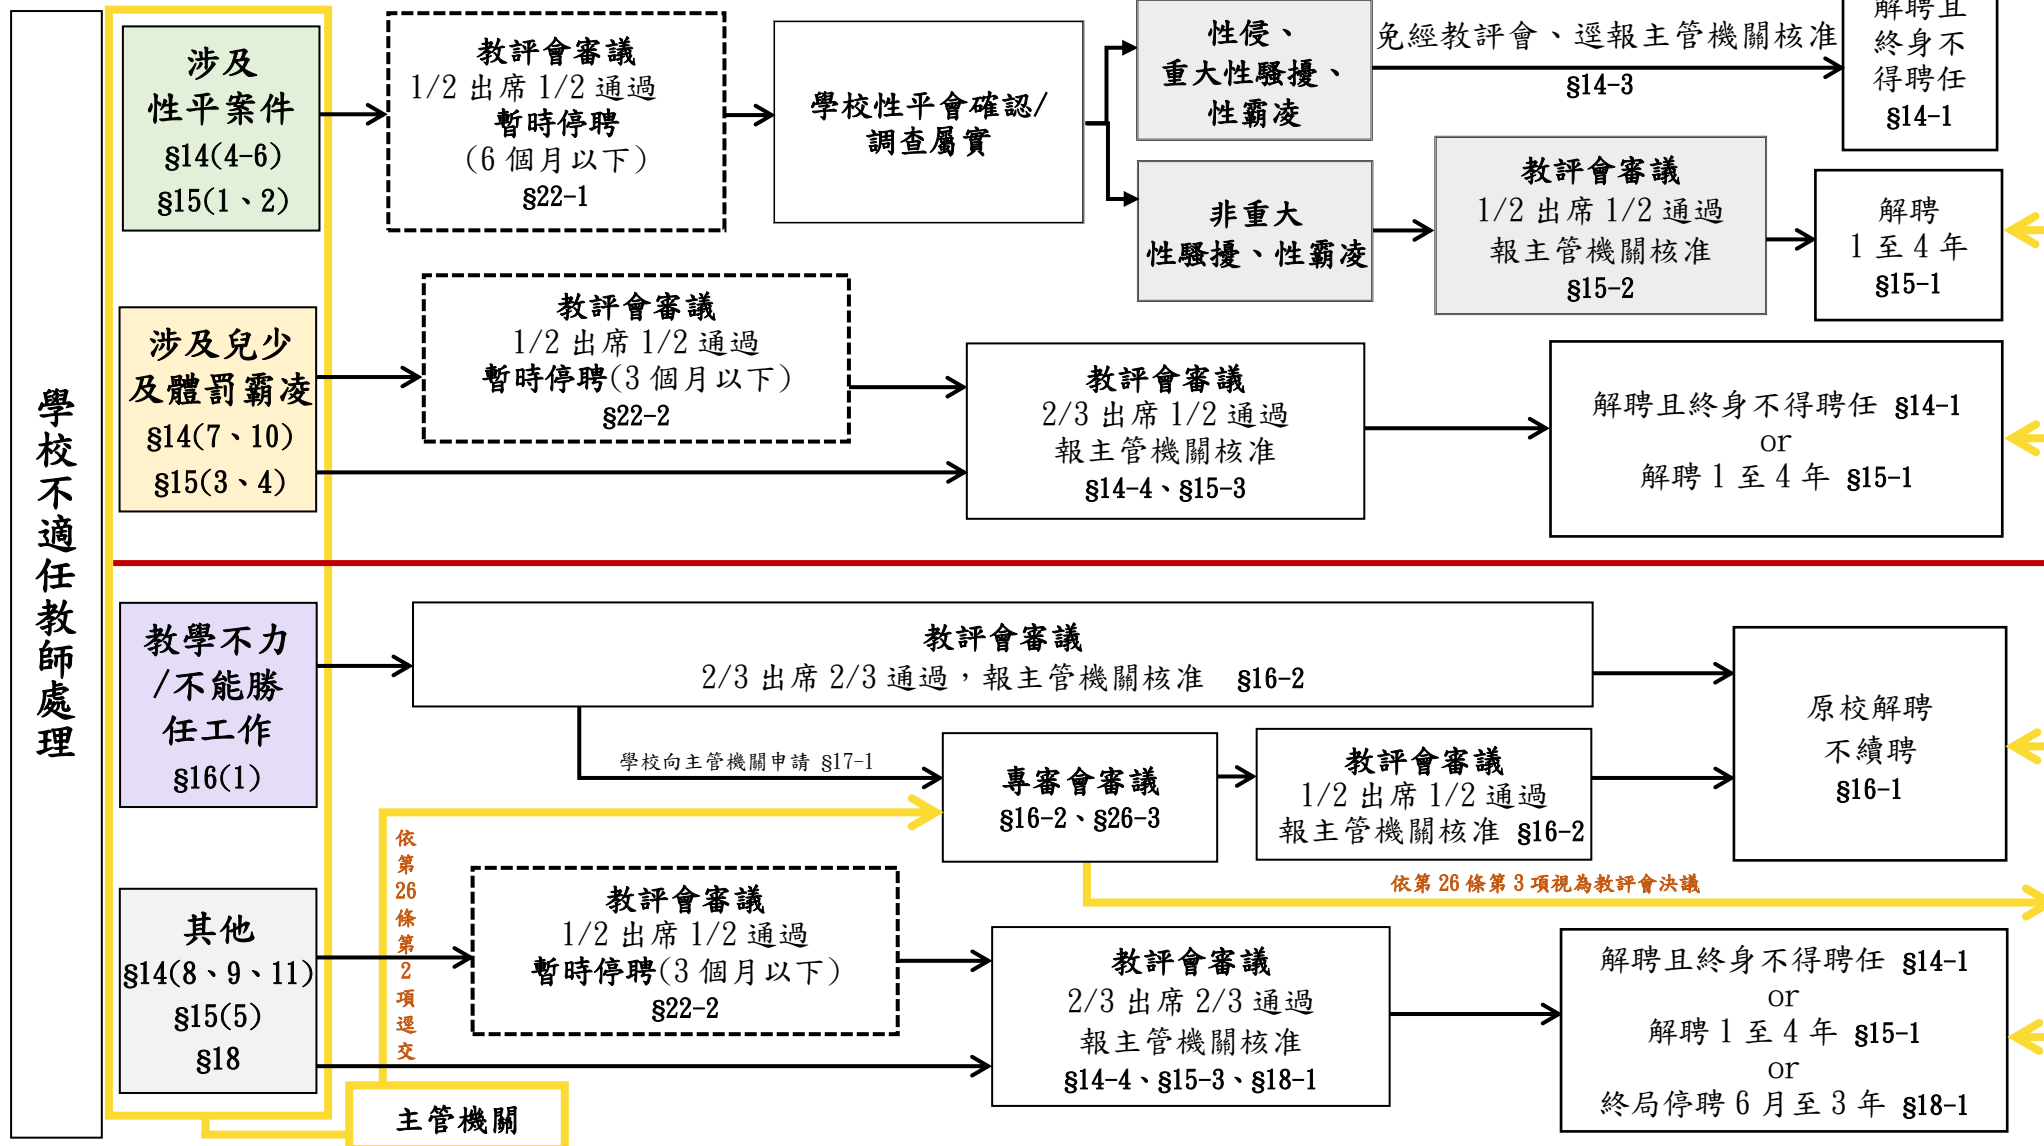 學校不適任教師處理
涉及
性平案件
§14(4-6)
§15(1、2)
教評會審議
1/2 出席 1/2 通過
暫時停聘
(6 個月以下)
§22-1
學校性平會確認/
調查屬實
性侵、
重大性騷擾、
性霸凌
免經教評會、逕報主管機關核准
§14-3
解聘且
終身不
得聘任
§14-1
非重大
性騷擾、性霸凌
教評會審議
1/2 出席 1/2 通過
報主管機關核准
§15-2
解聘
1 至 4 年
§15-1
涉及兒少
及體罰霸凌
§14(7、10)
§15(3、4)
教評會審議
1/2 出席 1/2 通過
暫時停聘(3 個月以下)
§22-2
教評會審議
2/3 出席 1/2 通過
報主管機關核准
§14-4、§15-3
解聘且終身不得聘任 §14-1
or
解聘 1 至 4 年 §15-1
教學不力
/不能勝
任工作
§16(1)
教評會審議
2/3 出席 2/3 通過，報主管機關核准 §16-2
學校向主管機關申請 §17-1
專審會審議
§16-2、§26-3
教評會審議
1/2 出席 1/2 通過
報主管機關核准 §16-2
原校解聘
不續聘
§16-1
依第26條第2項逕交
依第 26 條第 3 項視為教評會決議
其他
§14(8、9、11)
§15(5)
§18
教評會審議
1/2 出席 1/2 通過
暫時停聘(3 個月以下)
§22-2
教評會審議
2/3 出席 2/3 通過
報主管機關核准
§14-4、§15-3、§18-1
解聘且終身不得聘任 §14-1
or
解聘 1 至 4 年 §15-1
or
終局停聘 6 月至 3 年 §18-1
主管機關